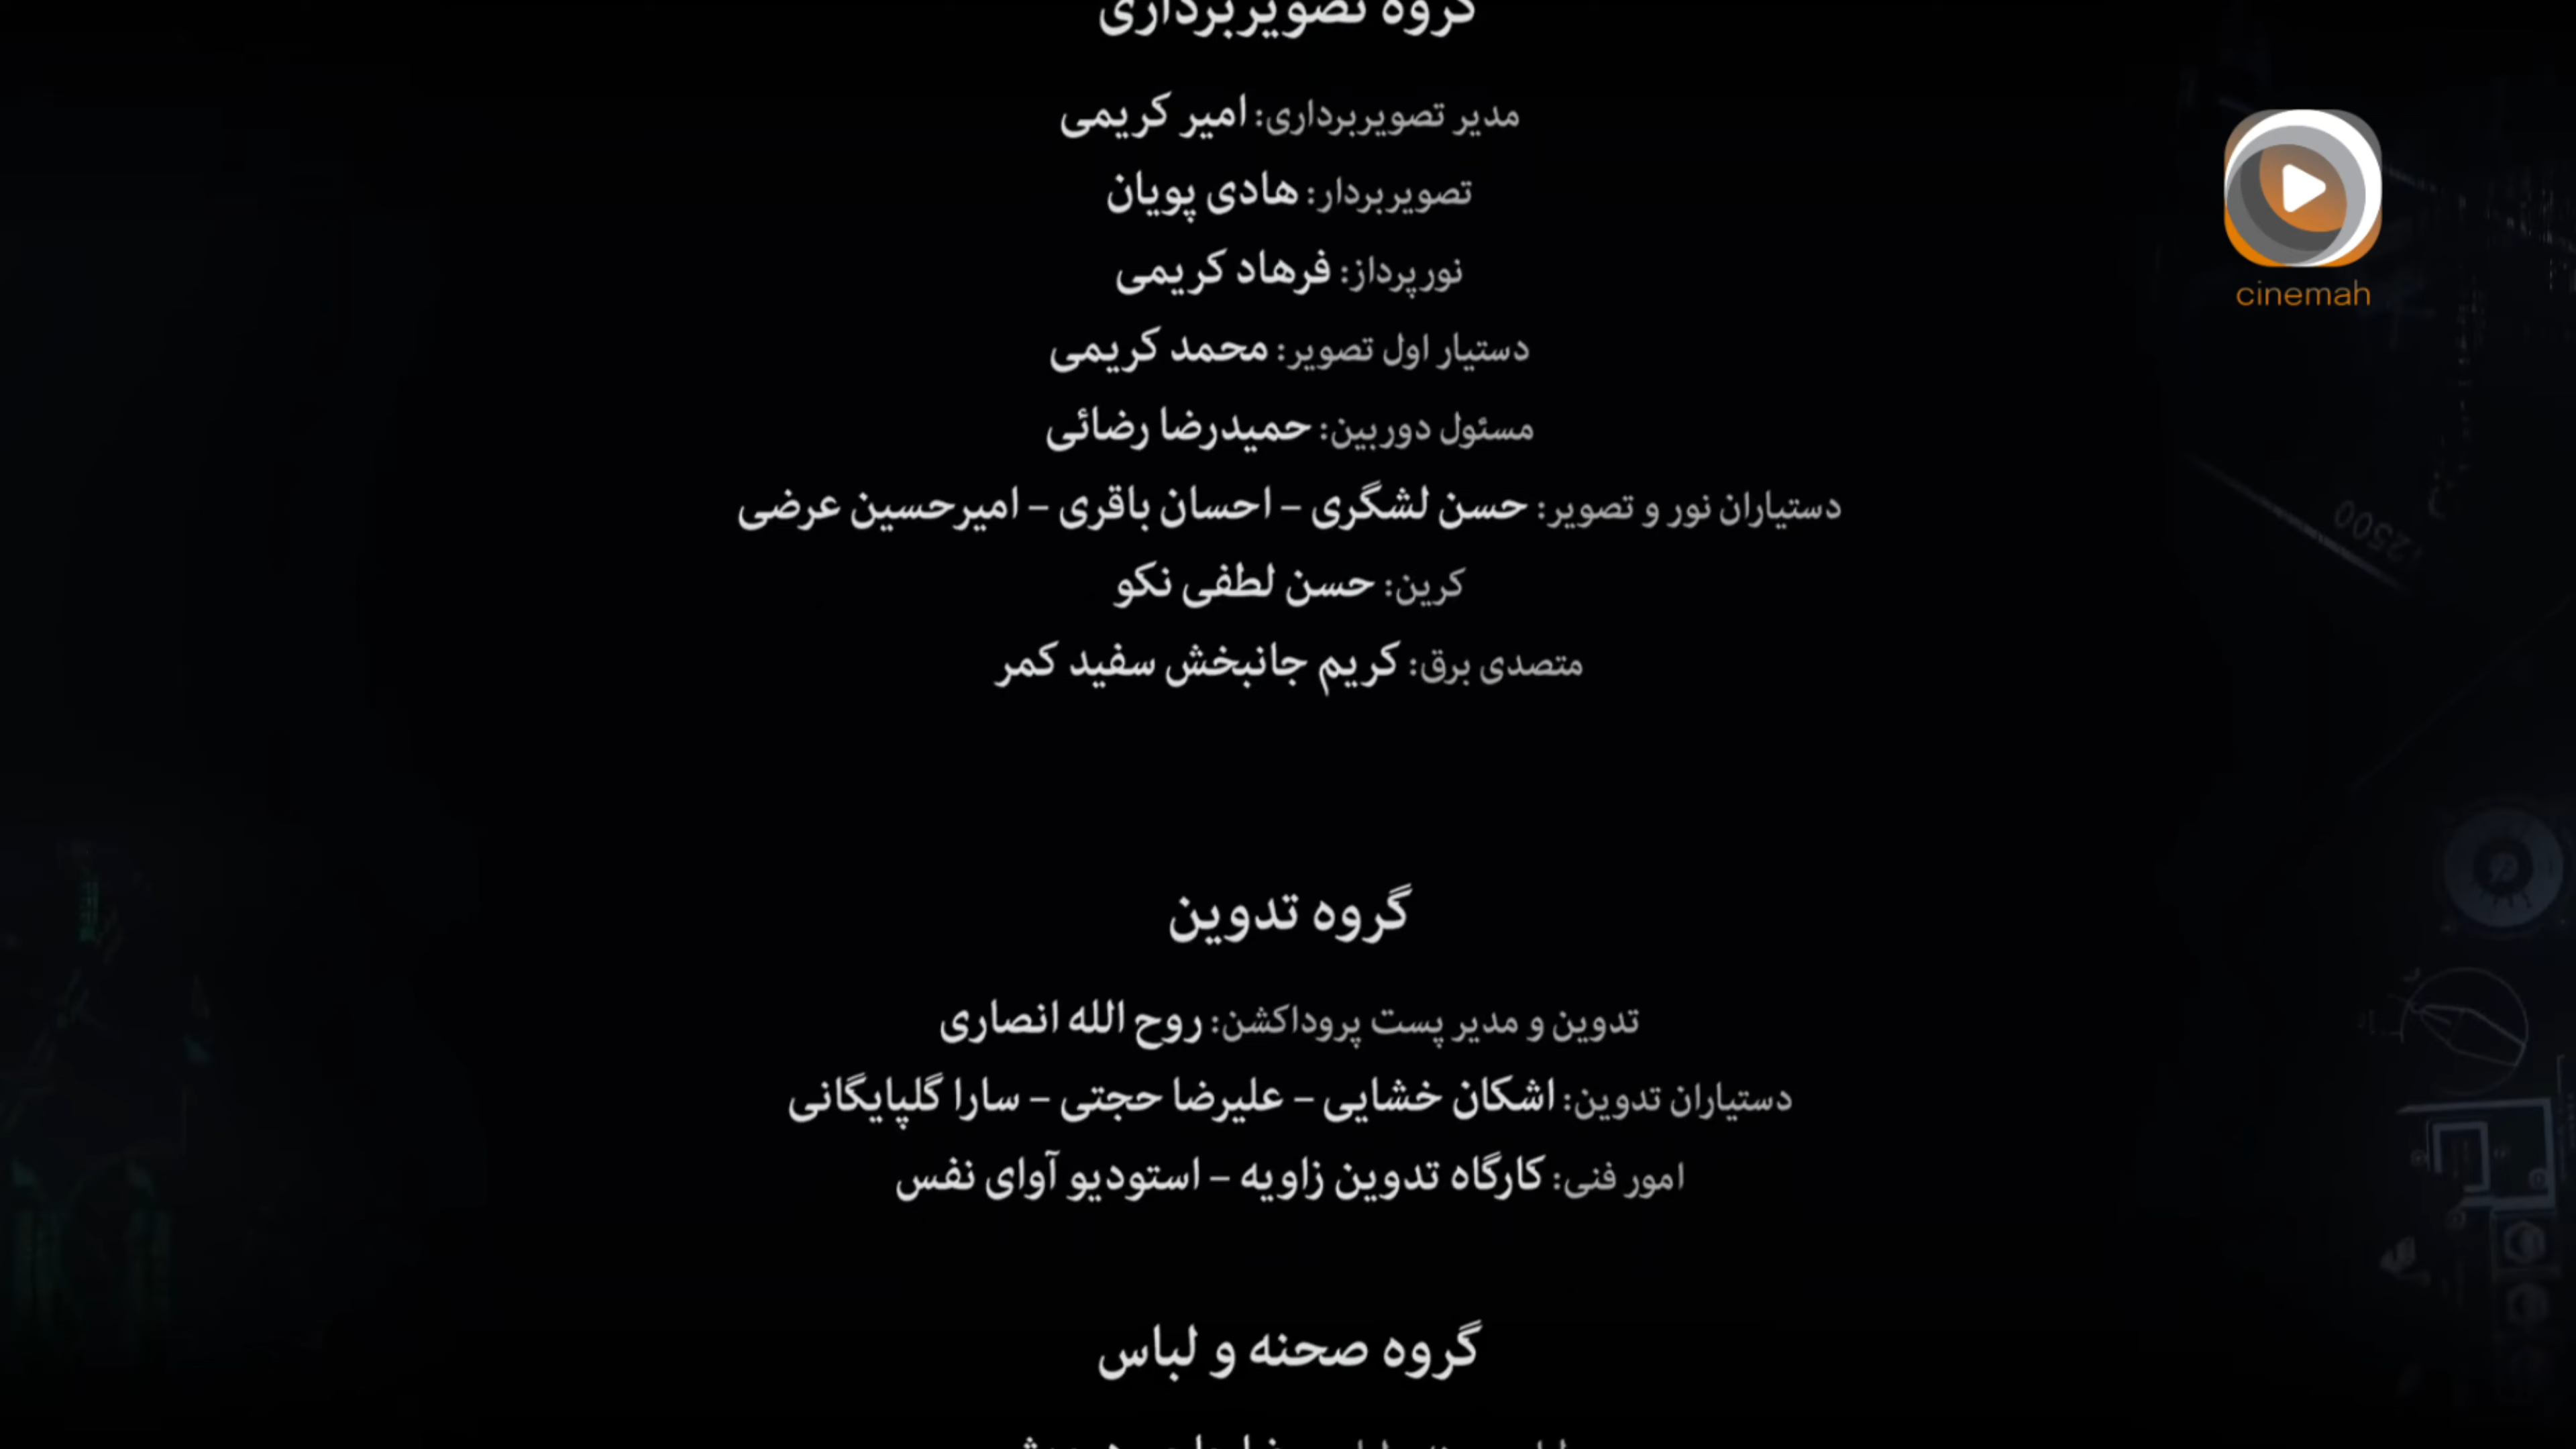 گروه تصویربرداری
مدیر تصویربرداری: امیر کریمی
cinemah
تصویربردار: هادی پویان
نورپرداز: فرهاد کریمی
دستیار اول تصویر: محمد کریمی
مسئول دوربین: حمیدرضا رضائی
دستیاران نور و تصویر: حسن لشگری – احسان باقری – امیرحسین عرضی
کرین: حسن لطفی نکو
متصدی برق: کریم جانبخش سفید کمر
گروه تدوین
تدوین و مدیر پست پروداکشن: روح الله انصاری
دستیاران تدوین: اشکان خشایی – علیرضا حجتی – سارا گلپایگانی
امور فنی: کارگاه تدوین زاویه – استودیو آوای نفس
گروه صحنه و لباس